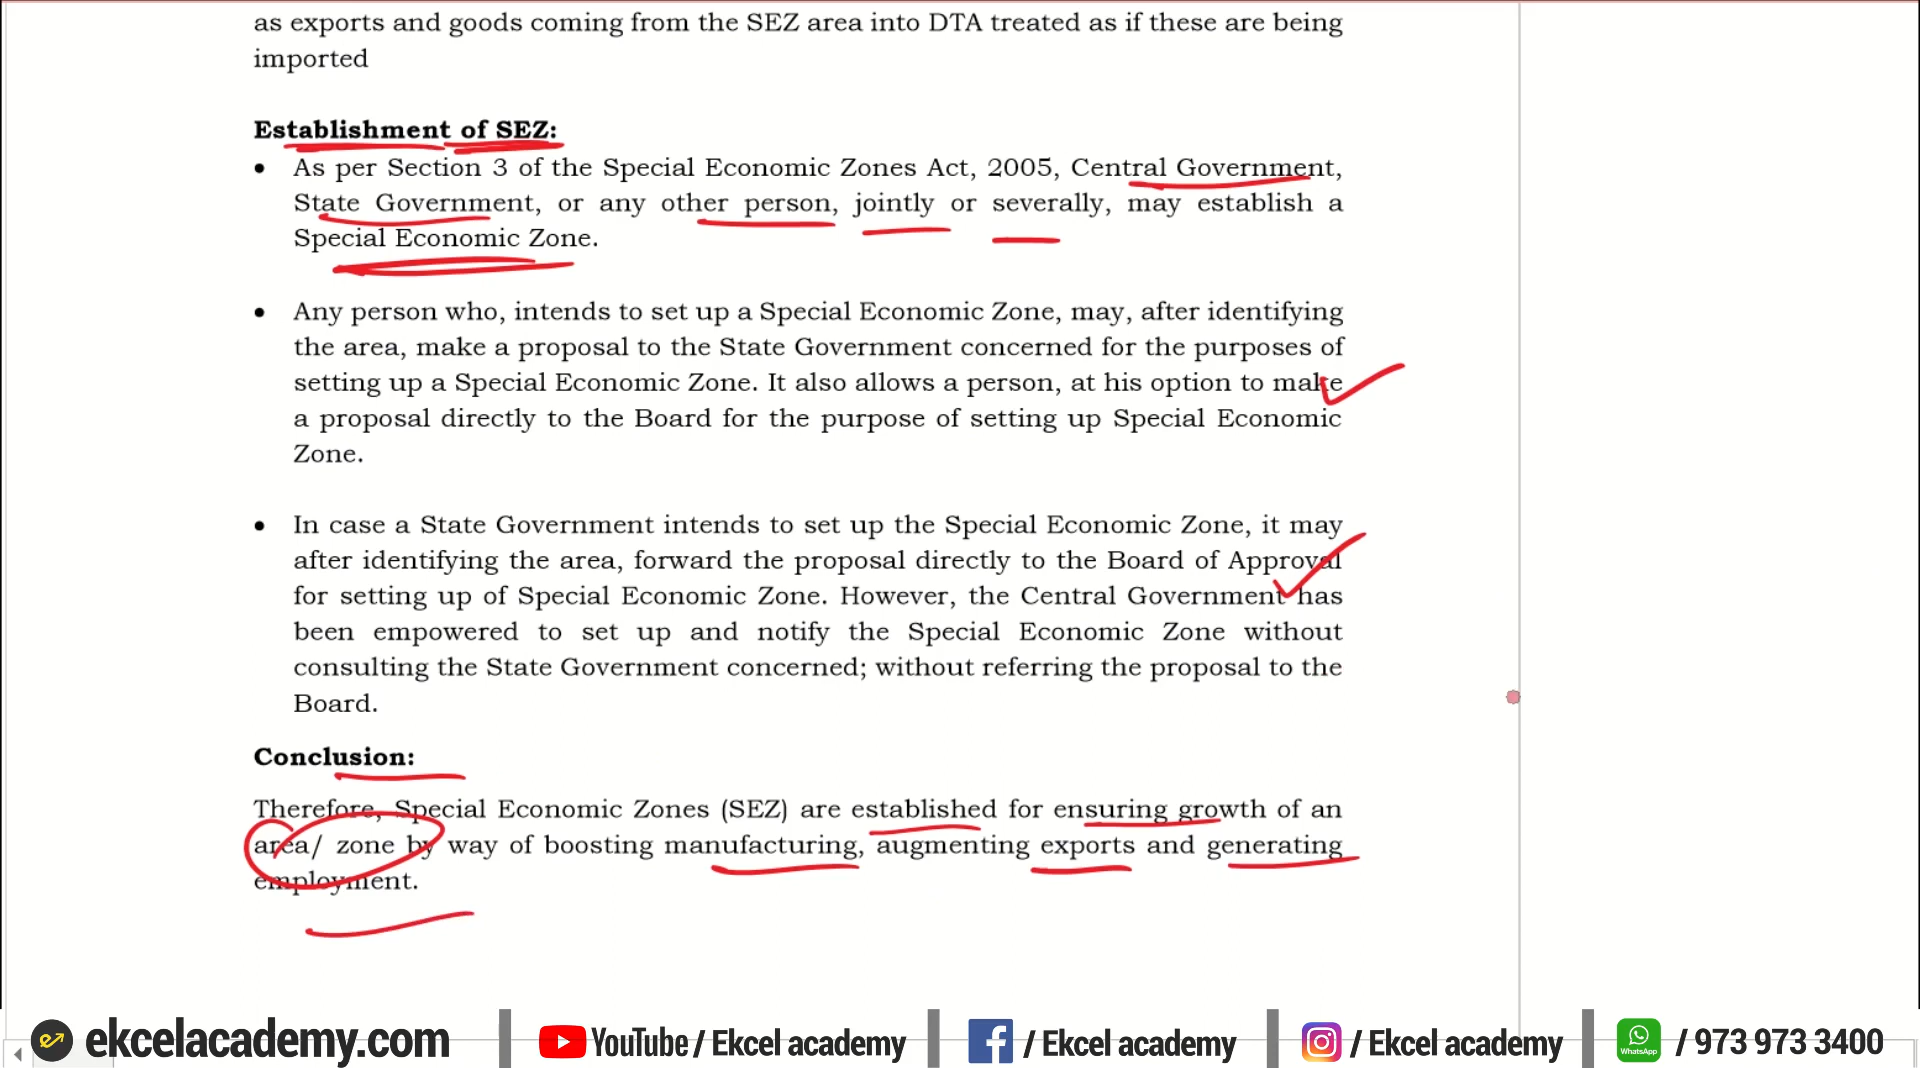 as exports and goods coming from the SEZ area into DTA treated as if these are being
imported
Establishment of SEZ:
• As per Section 3 of the Special Economic Zones Act, 2005, Central Government,
State Government, or any other person, jointly or severally, may establish a
Special Economic Zone.
• Any person who, intends to set up a Special Economic Zone, may, after identifying
the area, make a proposal to the State Government concerned for the purposes of
setting up a Special Economic Zone. It also allows a person, at his option to make
a proposal directly to the Board for the purpose of setting up Special Economic
Zone.
• In case a State Government intends to set up the Special Economic Zone, it may
after identifying the area, forward the proposal directly to the Board of Approval
for setting up of Special Economic Zone. However, the Central Government has
been empowered to set up and notify the Special Economic Zone without
consulting the State Government concerned; without referring the proposal to the
Board.
Conclusion:
Therefore, Special Economic Zones (SEZ) are established for ensuring growth of an
area/ zone by way of boosting manufacturing, augmenting exports and generating
employment.
ekcelacademy.com YouTube / Ekcel academy / Ekcel academy / Ekcel academy WhatsApp / 973 973 3400